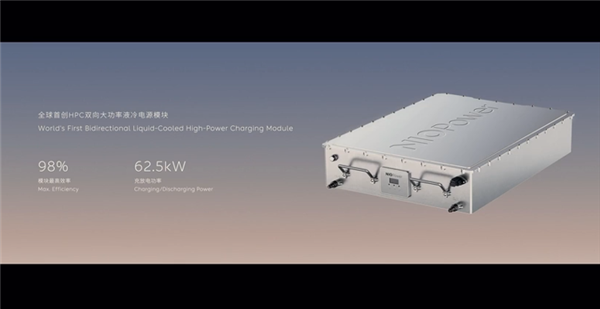 全球首创HPC双向大功率液冷电源模块
World's First Bidirectional Liquid-Cooled High-Power Charging Module
98%
模块最高效率
Max. Efficiency
62.5kW
充放电功率
Charging/Discharging Power
NIOPower